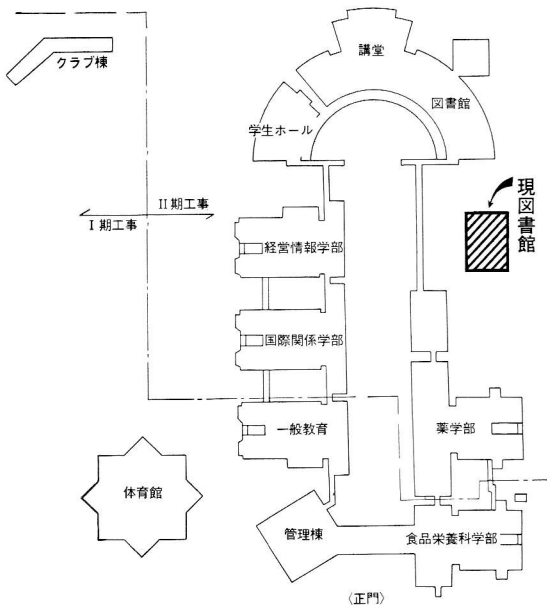 講堂
クラブ棟
図書館
学生ホール
現図書館
II期工事
I期工事
経営情報学部
国際関係学部
一般教育
薬学部
体育館
管理棟
食品栄養科学部
〈正門〉